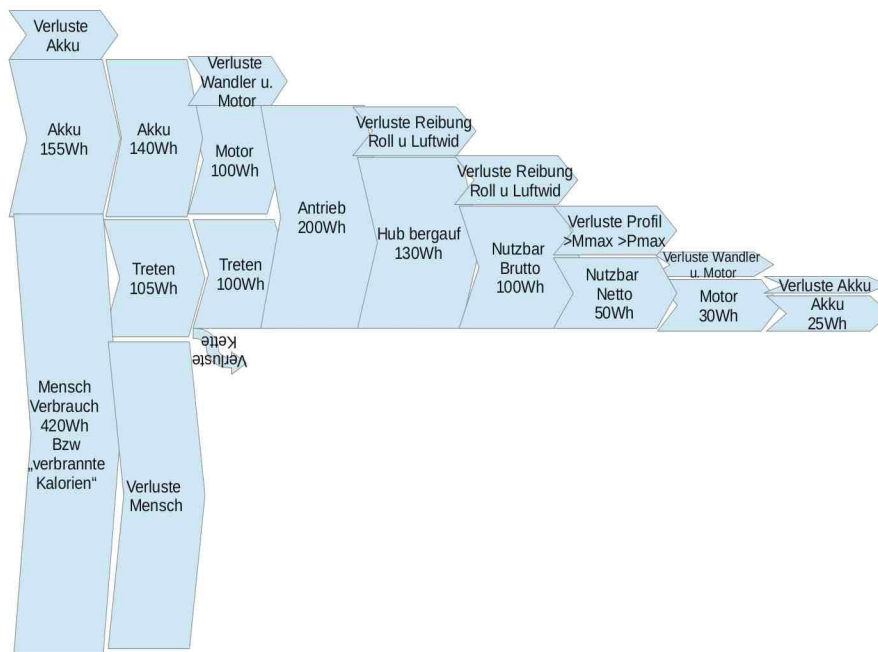 Verluste
Akku
Akku
155Wh
Akku
140Wh
Verluste
Wandler u.
Motor
Motor
100Wh
Antrieb
200Wh
Verluste Reibung
Roll u Luftwid
Hub bergauf
130Wh
Verluste Reibung
Roll u Luftwid
Nutzbar
Brutto
100Wh
Verluste Profil
>Mmax >Pmax
Nutzbar
Netto
50Wh
Verluste Wandler
u. Motor
Motor
30Wh
Verluste Akku
Akku
25Wh
Treten
105Wh
Treten
100Wh
Verluste
Kette
Mensch
Verbrauch
420Wh
Bzw
„verbrannte
Kalorien“
Verluste
Mensch